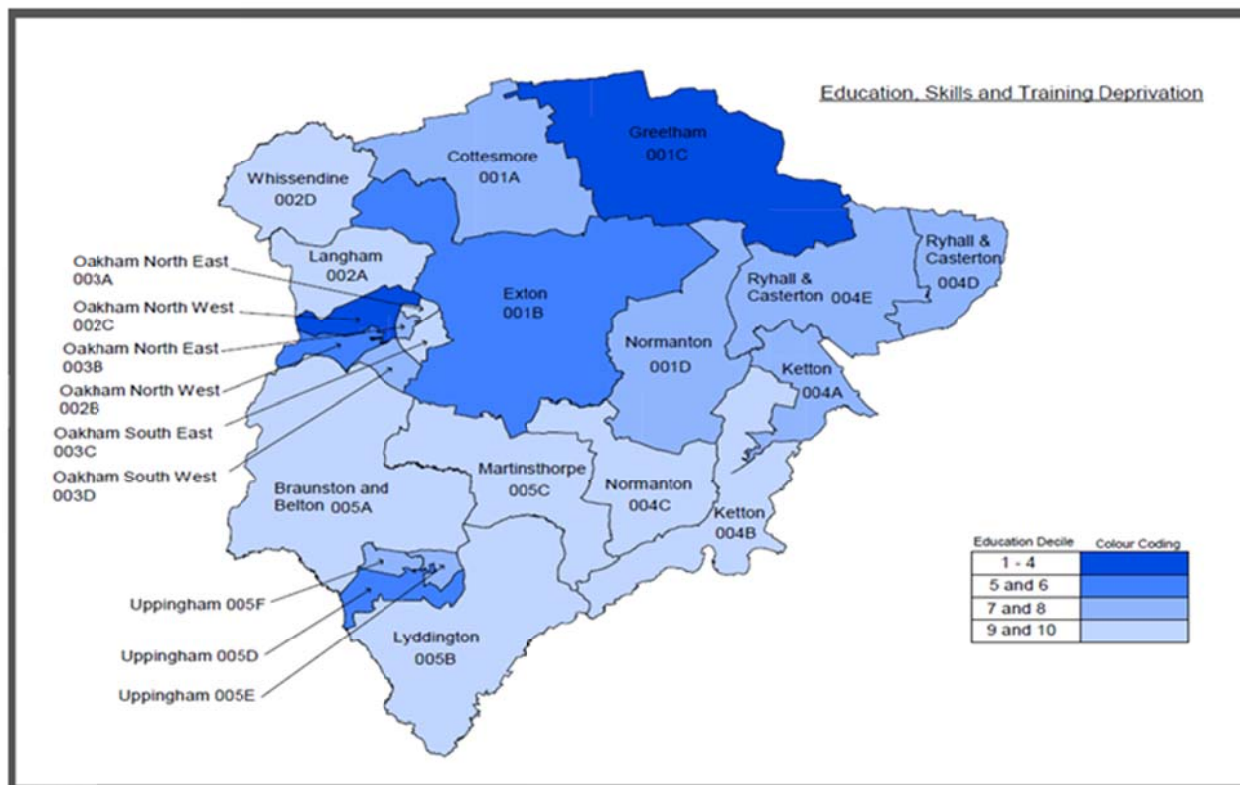 Education, Skills and Training Deprivation
Greetham
001C
Cottesmore
001A
Whissendine
002D
Ryhall &
Casterton
004D
Langham
002A
Oakham North East
003A
Ryhall &
Casterton 004E
Exton
001B
Oakham North West
002C
Oakham North East
003B
Normanton
001D
Ketton
004A
Oakham North West
002B
Oakham South East
003C
Oakham South West
003D
Martinsthorpe
005C
Normanton
004C
Braunston and
Belton 005A
Ketton
004B
Education Decile Colour Coding
1 - 4
5 and 6
7 and 8
9 and 10
Uppingham 005F
Lyddington
005B
Uppingham 005D
Uppingham 005E